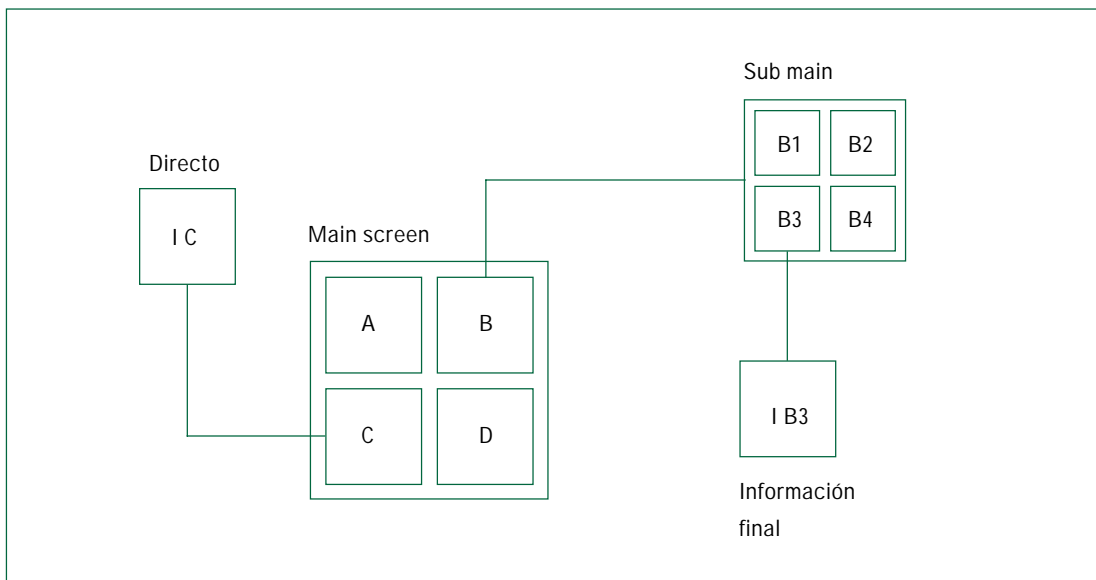 Sub main
B1 B2
Directo
B3 B4
I C
Main screen
A B
C D
I B3
Información
final